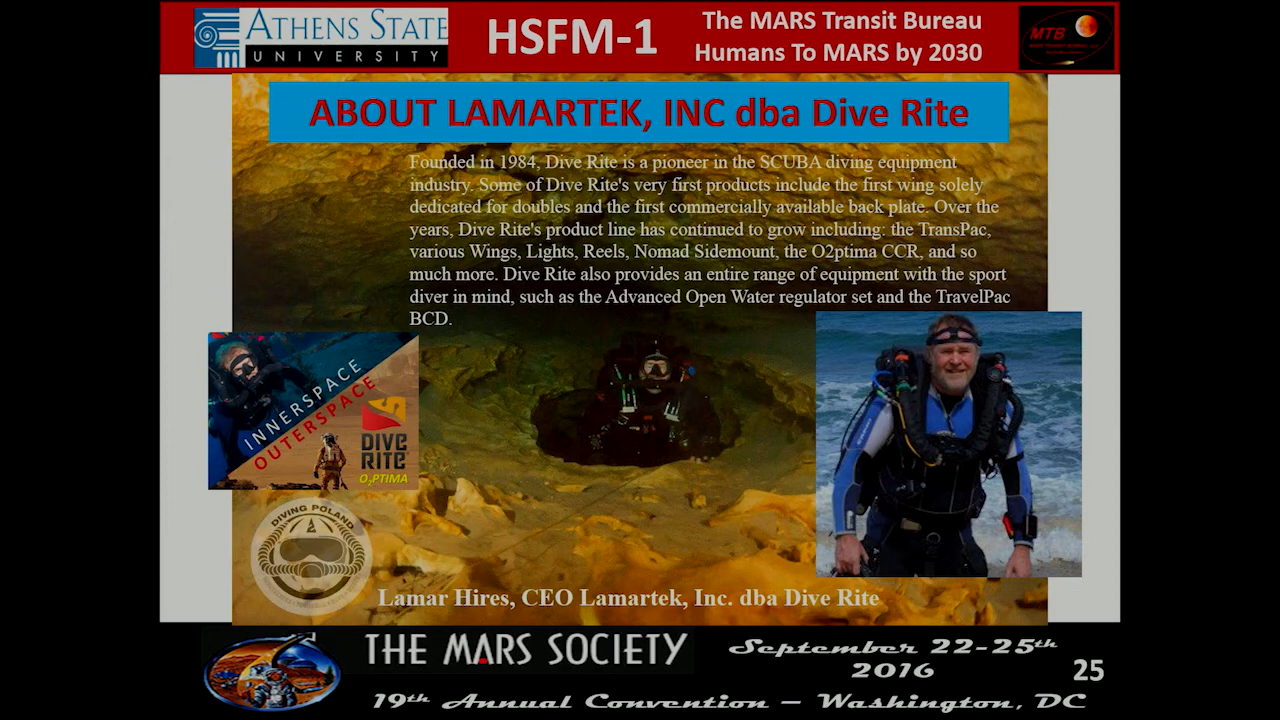 ATHENS STATE
UNIVERSITY
HSFM-1
The MARS Transit Bureau
Humans To MARS by 2030
MTB
ABOUT LAMARTEK, INC dba Dive Rite
Founded in 1984, Dive Rite is a pioneer in the SCUBA diving equipment
industry. Some of Dive Rite's very first products include the first wing solely
dedicated for doubles and the first commercially available back plate. Over the
years, Dive Rite's product line has continued to grow including: the TransPac,
various Wings, Lights, Reels, Nomad Sidemount, the O2ptima CCR, and so
much more. Dive Rite also provides an entire range of equipment with the sport
diver in mind, such as the Advanced Open Water regulator set and the TravelPac
BCD.
INNERSPACE
OUTERSPACE
DIVE
RITE
O2PTIMA
DIVING POLAND
Lamar Hires, CEO Lamartek, Inc. dba Dive Rite
THE MARS SOCIETY
September 22-25th
2016
25
19th Annual Convention – Washington, DC